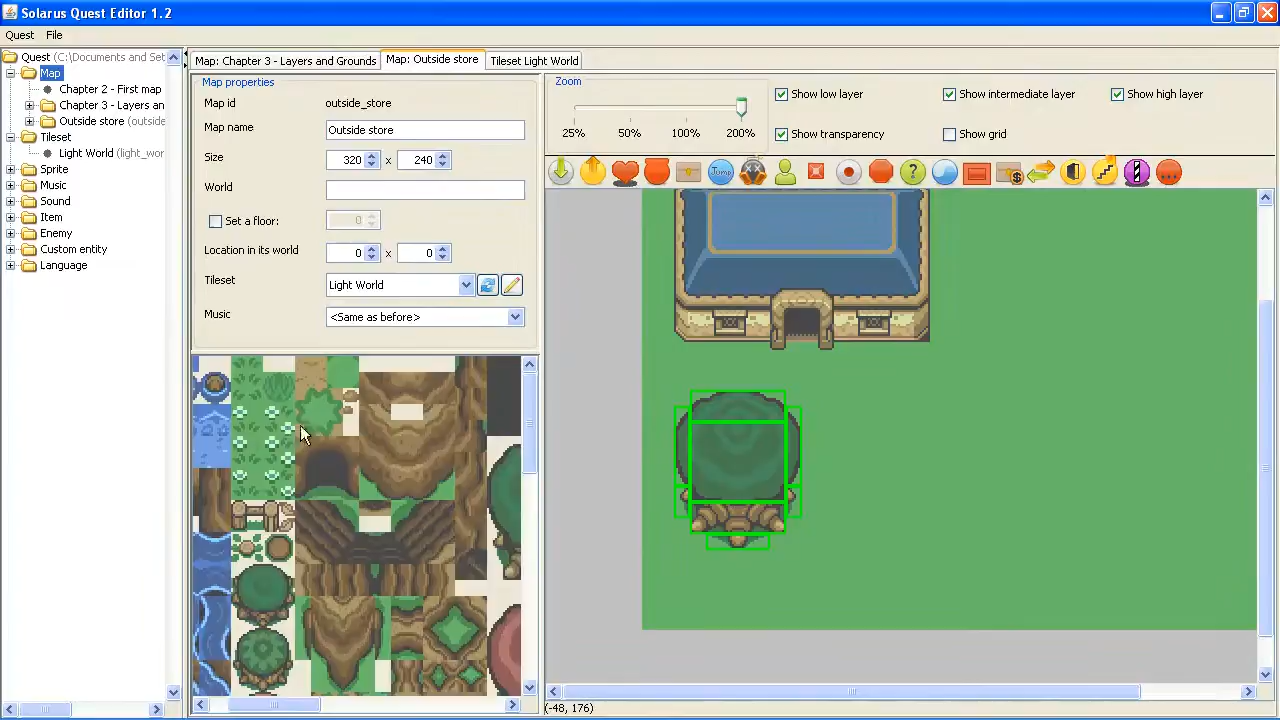 Solarus Quest Editor 1.2
Quest File
Quest (C:\Documents and Set
Map
Chapter 2 - First map
Chapter 3 - Layers an
Outside store (outside
Tileset
Light World (light_wor
Sprite
Music
Sound
Item
Enemy
Custom entity
Language
Map: Chapter 3 - Layers and Grounds
Map: Outside store
Tileset Light World
Map properties
Map id outside_store
Map name Outside store
Size 320 x 240
World
Set a floor: 0
Location in its world 0 x 0
Tileset Light World
Music <Same as before>
Zoom
25% 50% 100% 200%
Show low layer
Show intermediate layer
Show high layer
Show transparency
Show grid
Jump
?
$
(-48, 176)